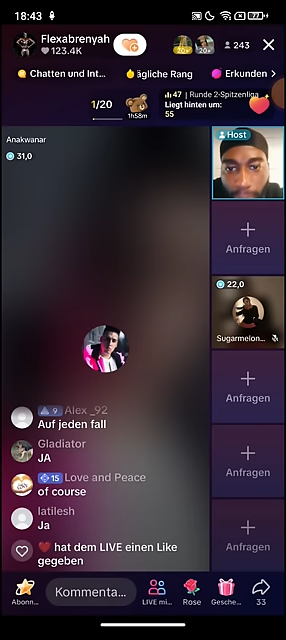 18:43
77
Flexabrenyah
123.4K
20+
20+
243
Chatten und Int...
ägliche Rang
Erkunden
1/20
1h58m
47 | Runde 2-Spitzenliga
Liegt hinten um:
55
Anakwanar
31,0
Host
Anfragen
22,0
Sugarmelon...
Anfragen
Anfragen
Anfragen
9 Alex _92
Auf jeden fall
Gladiator
JA
15 Love and Peace
of course
latilesh
Ja
hat dem LIVE einen Like
gegeben
Abonn...
Kommenta...
LIVE mi...
Rose
Gesche...
33